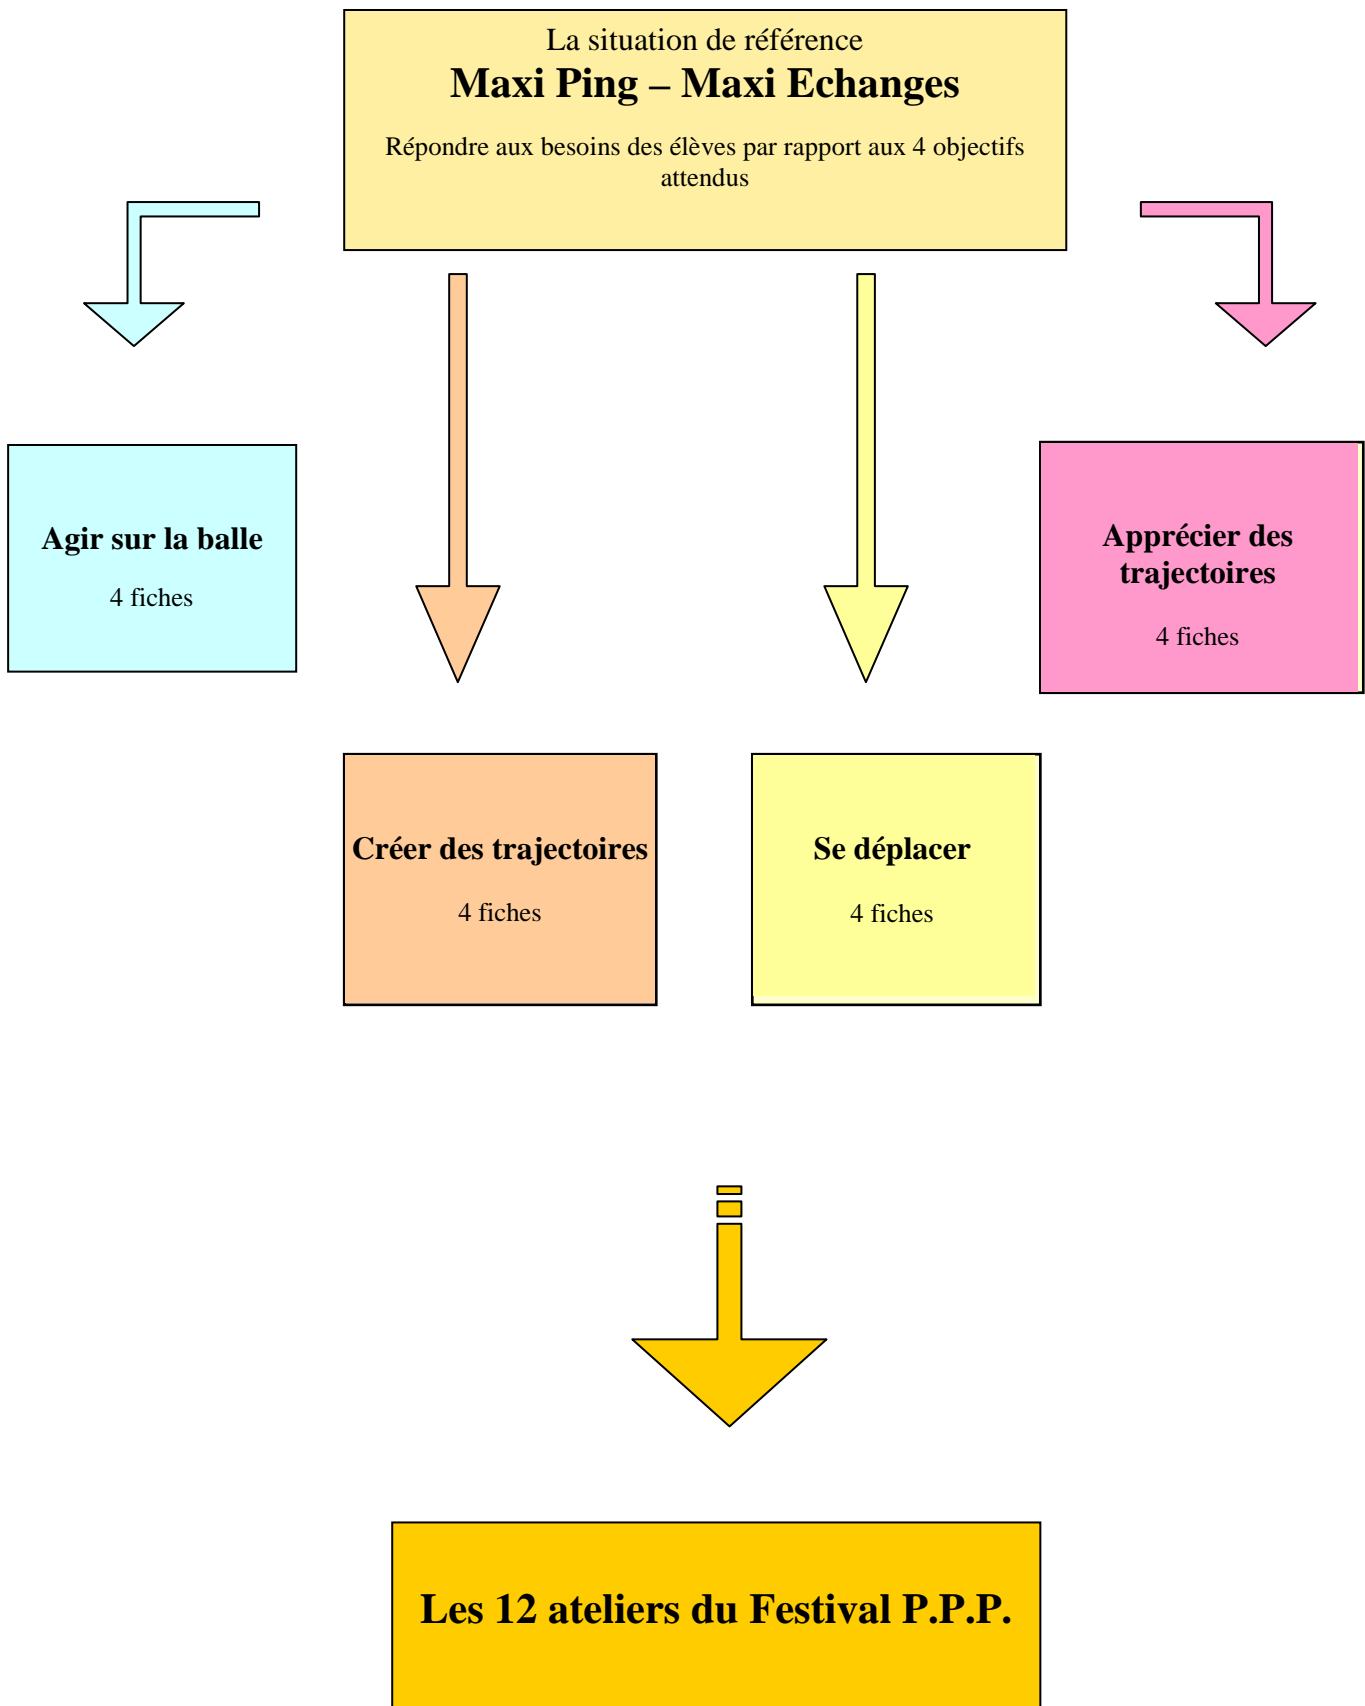 La situation de référence
Maxi Ping – Maxi Echanges
Répondre aux besoins des élèves par rapport aux 4 objectifs
attendus
Agir sur la balle
4 fiches
Apprécier des
trajectoires
4 fiches
Créer des trajectoires
4 fiches
Se déplacer
4 fiches
Les 12 ateliers du Festival P.P.P.